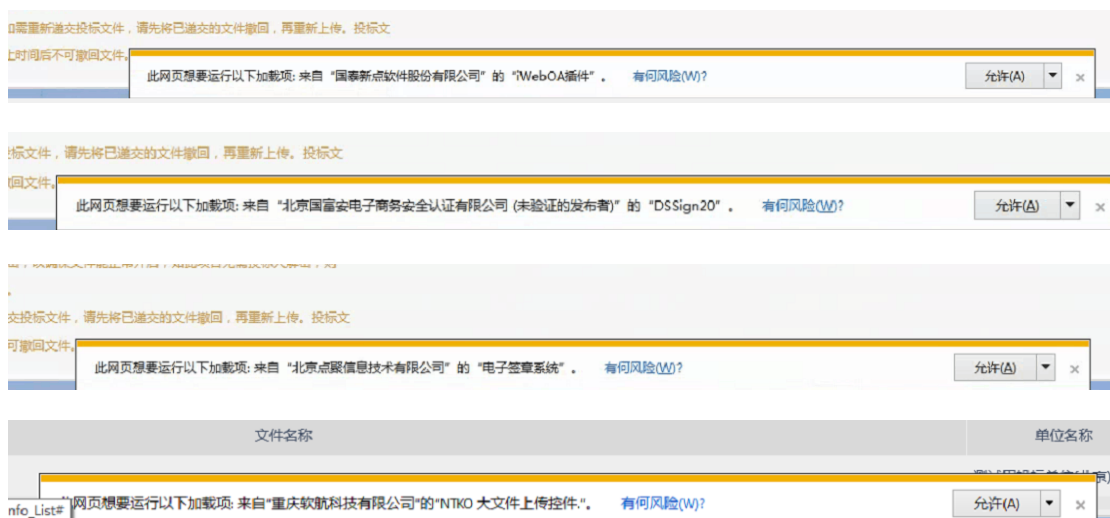 如需重新递交投标文件，请先将已递交的文件撤回，再重新上传。投标文
止时间后不可撤回文件。
此网页想要运行以下加载项: 来自 "国泰新点软件股份有限公司" 的 "iWebOA插件" 。 有何风险(W)? 允许(A) ×
投标文件，请先将已递交的文件撤回，再重新上传。投标文
回文件。
此网页想要运行以下加载项: 来自 "北京国富安电子商务安全认证有限公司 (未验证的发布者)" 的 "DSSign20" 。 有何风险(W)? 允许(A) ×
交投标文件，请先将已递交的文件撤回，再重新上传。投标文
可撤回文件。
此网页想要运行以下加载项: 来自 "北京点聚信息技术有限公司" 的 "电子签章系统" 。 有何风险(W)? 允许(A) ×
文件名称 单位名称
网页想要运行以下加载项: 来自"重庆软航科技有限公司"的"NTKO 大文件上传控件."。 有何风险(W)? 允许(A) ×
nfo_List#